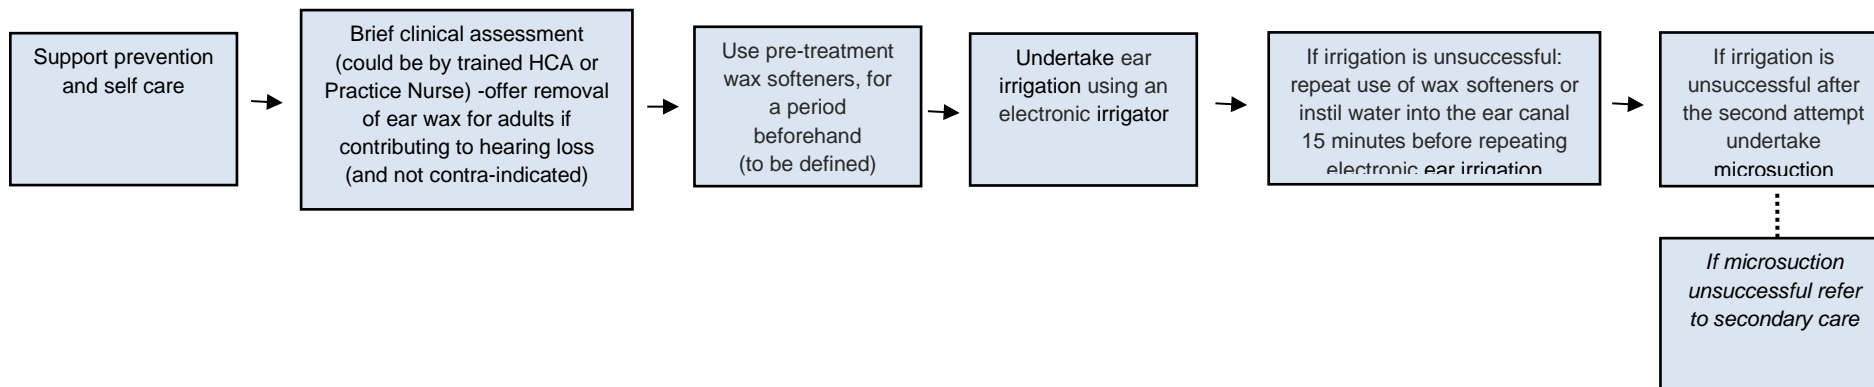 Support prevention
and self care
Brief clinical assessment
(could be by trained HCA or
Practice Nurse) -offer removal
of ear wax for adults if
contributing to hearing loss
(and not contra-indicated)
Use pre-treatment
wax softeners, for
a period
beforehand
(to be defined)
Undertake ear
irrigation using an
electronic irrigator
If irrigation is unsuccessful:
repeat use of wax softeners or
instil water into the ear canal
15 minutes before repeating
electronic ear irrigation
If irrigation is
unsuccessful after
the second attempt
undertake
microsuction
If microsuction
unsuccessful refer
to secondary care